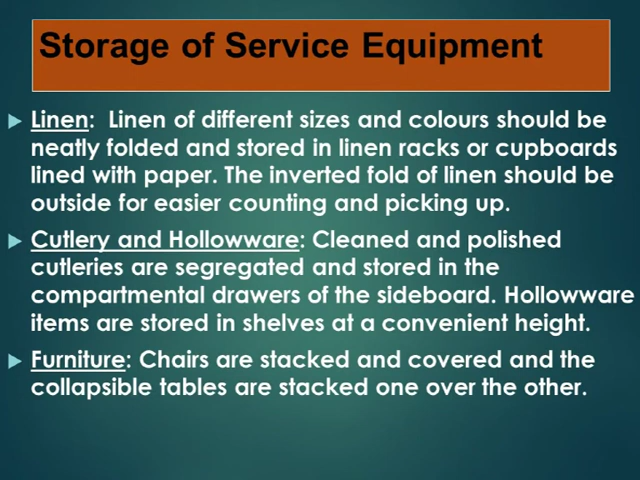 Storage of Service Equipment
Linen:  Linen of different sizes and colours should be
neatly folded and stored in linen racks or cupboards
lined with paper. The inverted fold of linen should be
outside for easier counting and picking up.
Cutlery and Hollowware: Cleaned and polished
cutleries are segregated and stored in the
compartmental drawers of the sideboard. Hollowware
items are stored in shelves at a convenient height.
Furniture: Chairs are stacked and covered and the
collapsible tables are stacked one over the other.